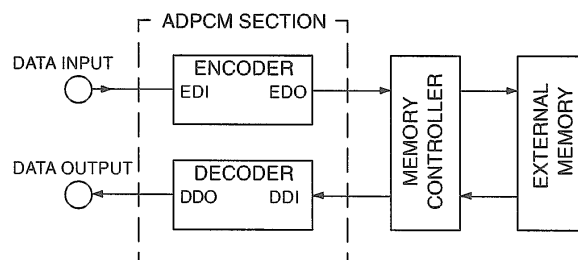 ADPCM SECTION
DATA INPUT
ENCODER
EDI EDO
DATA OUTPUT
DECODER
DDO DDI
MEMORY
CONTROLLER
EXTERNAL
MEMORY